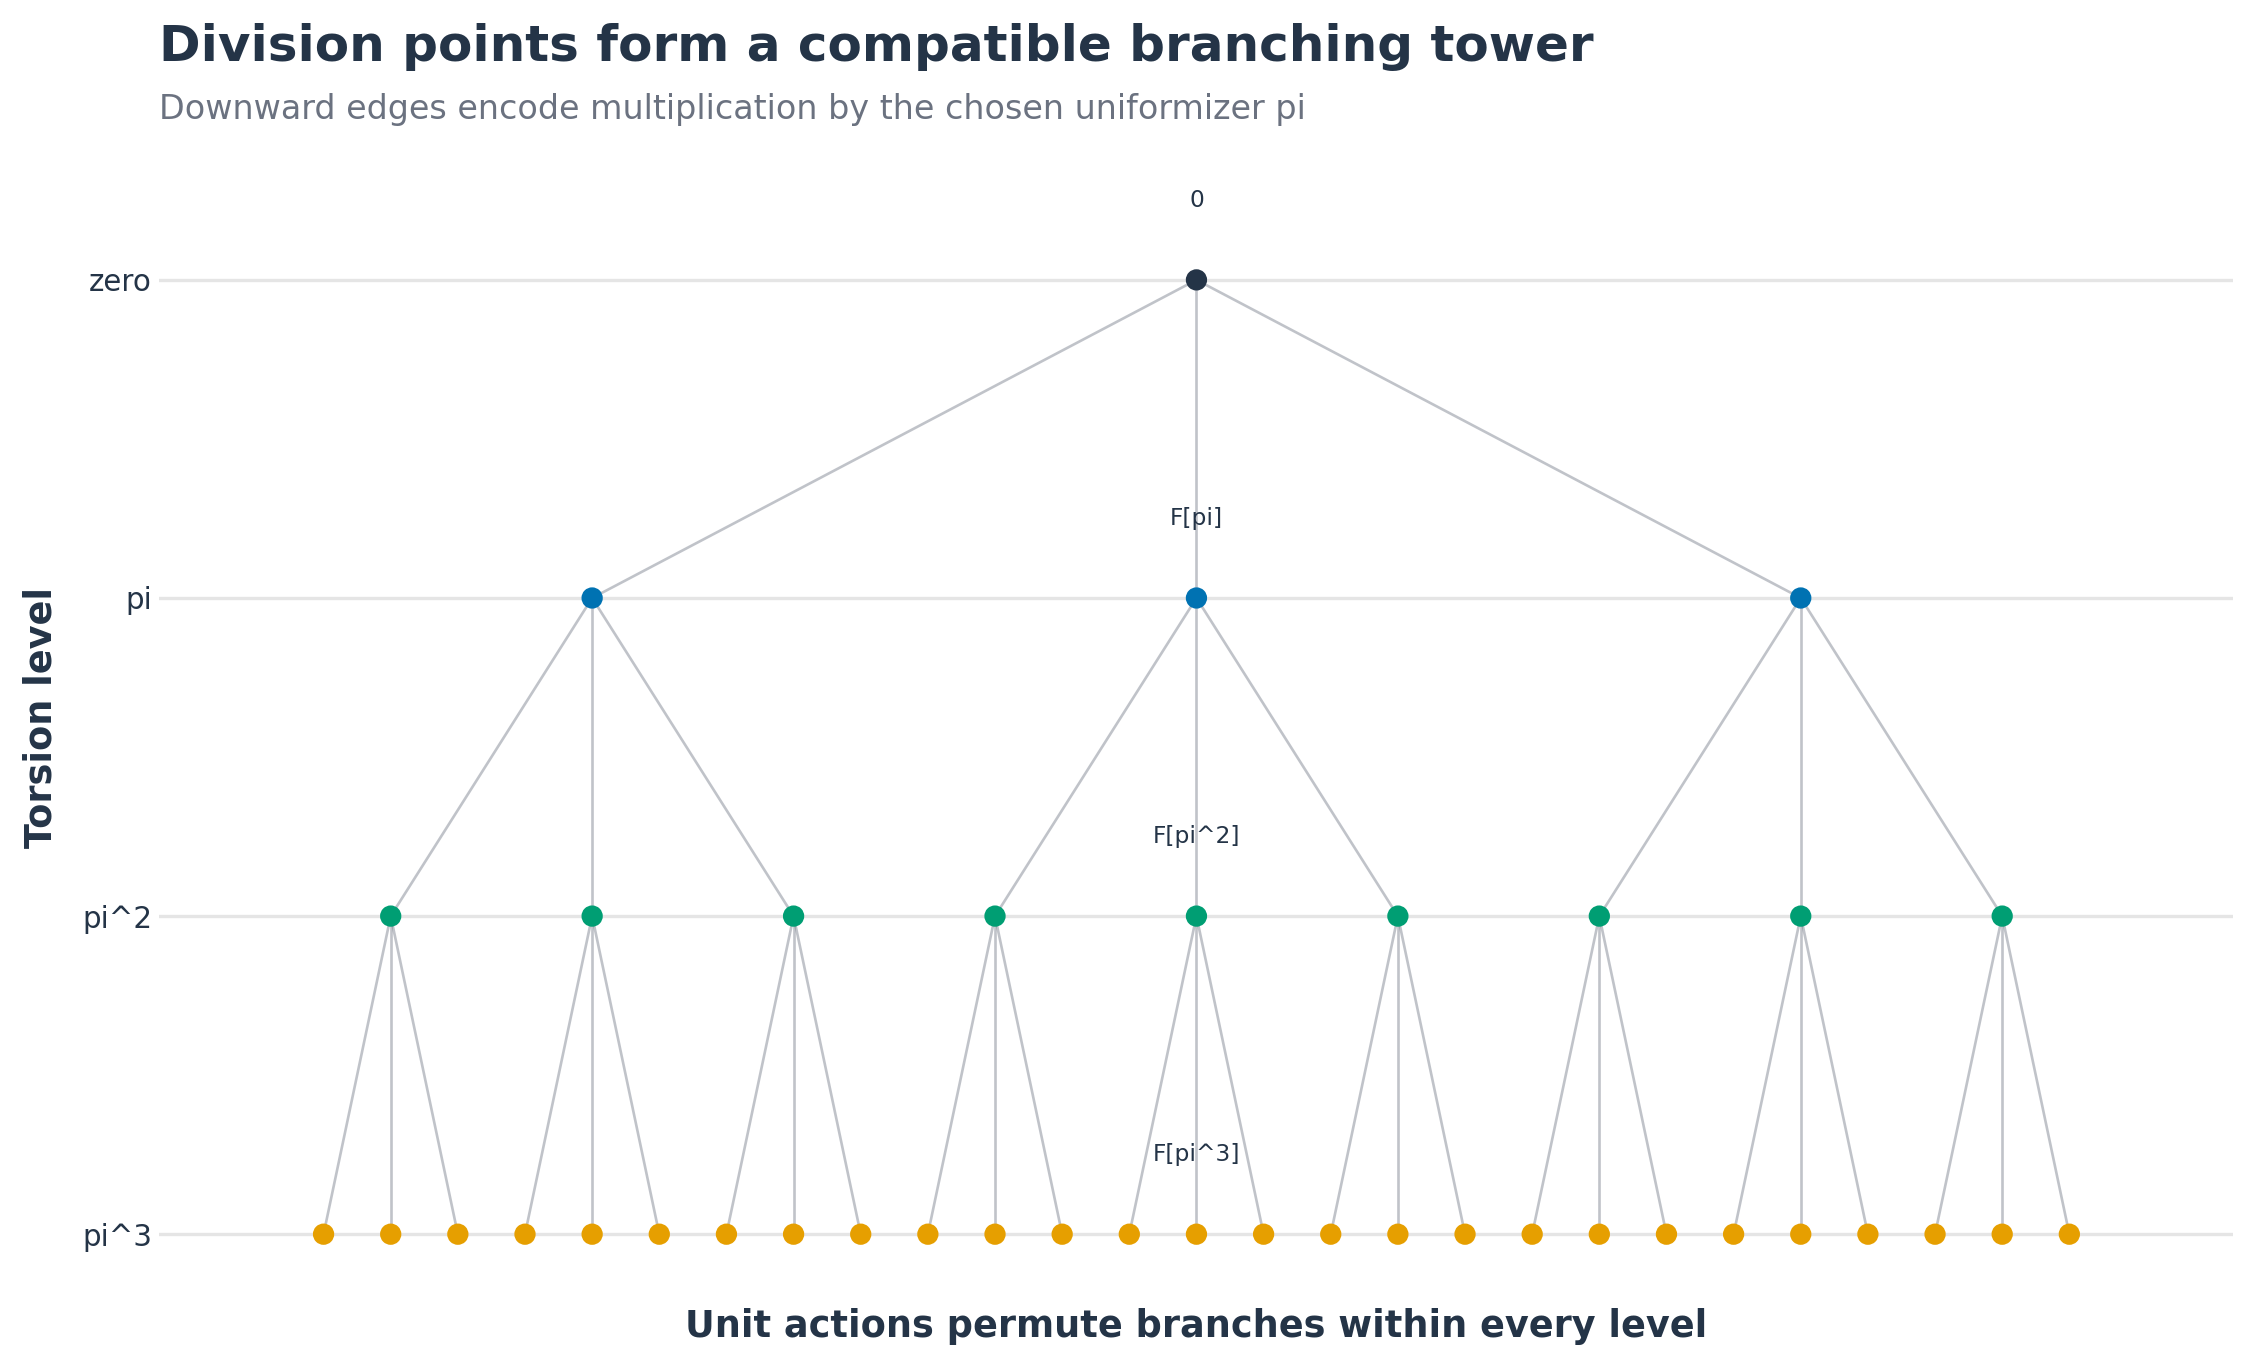 Division points form a compatible branching tower
Downward edges encode multiplication by the chosen uniformizer pi
0
zero
F[pi]
pi
Torsion level
F[pi^2]
pi^2
F[pi^3]
pi^3
Unit actions permute branches within every level